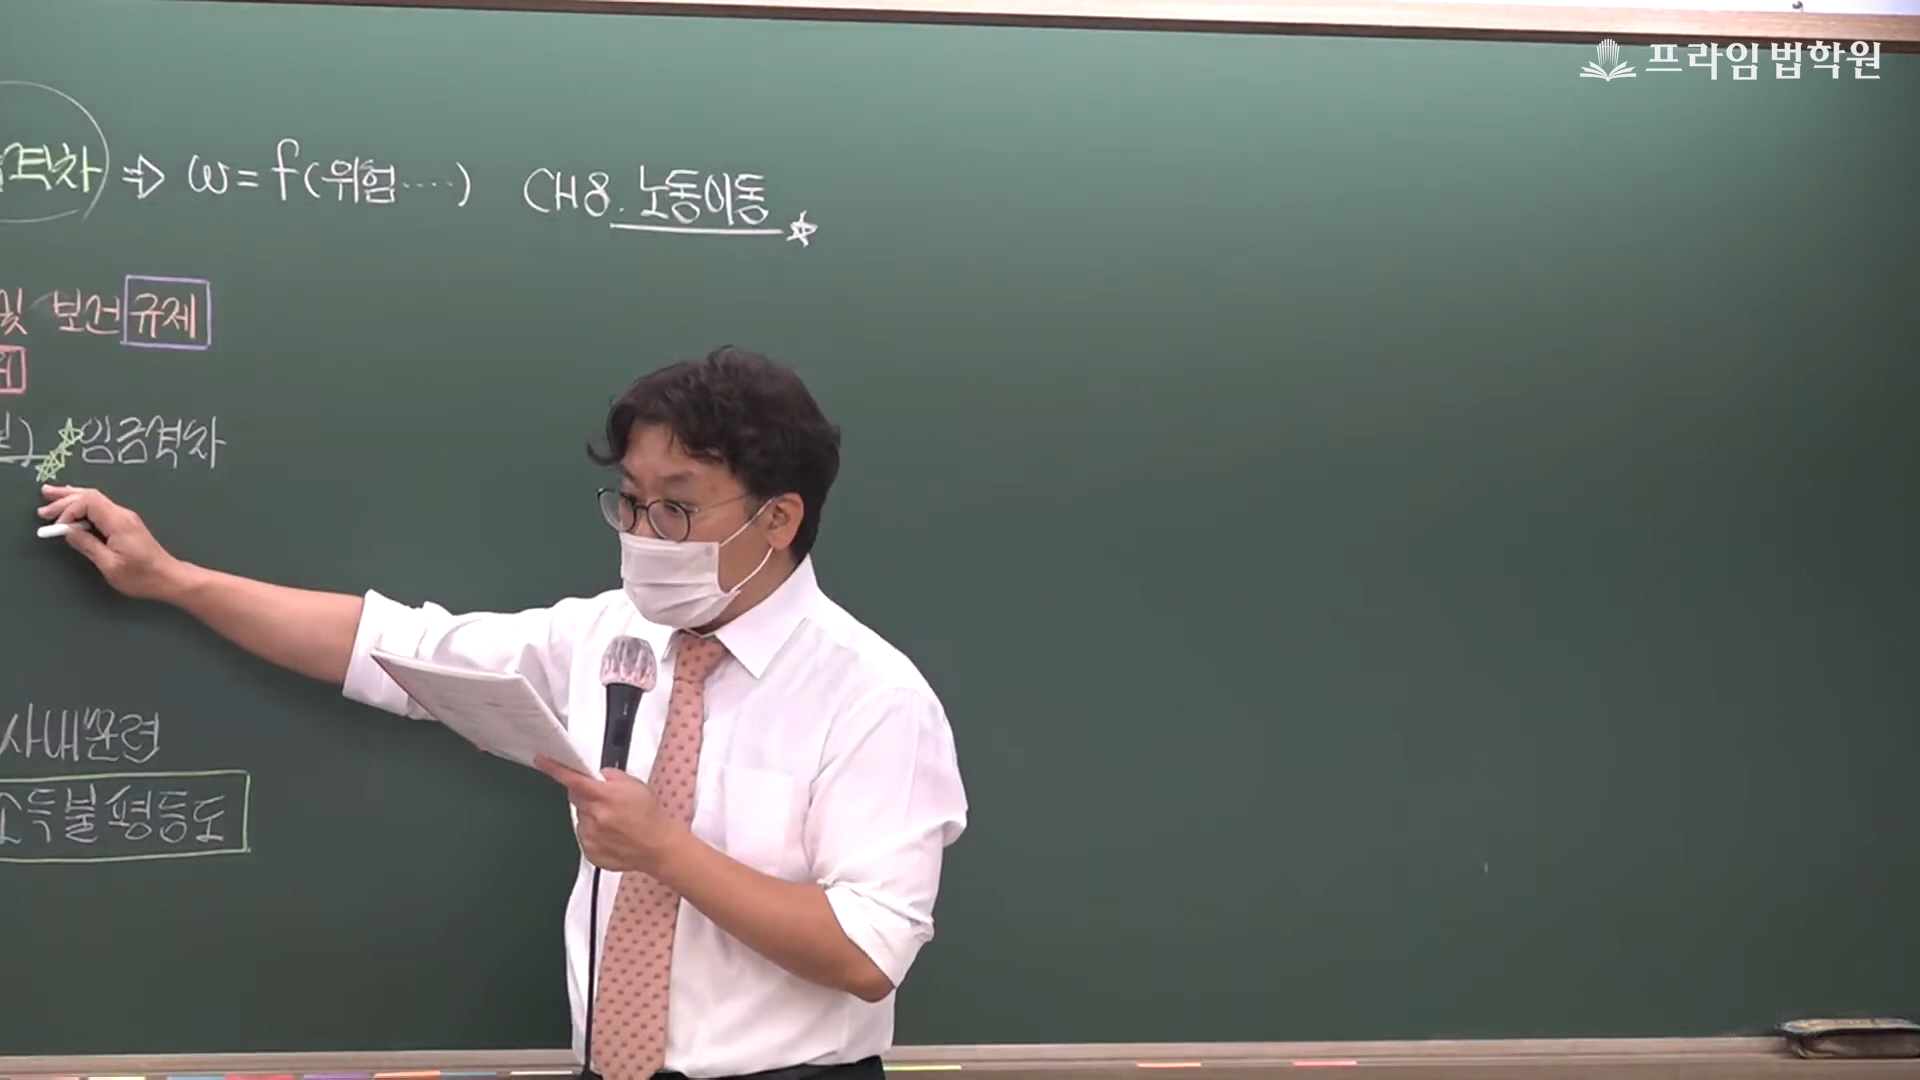 프라임 법학원
격차 ⇒ w = f(위험····) CH8. 노동이동 ☆
및 보건 규제
임금격차
사내훈련
소득불평등도